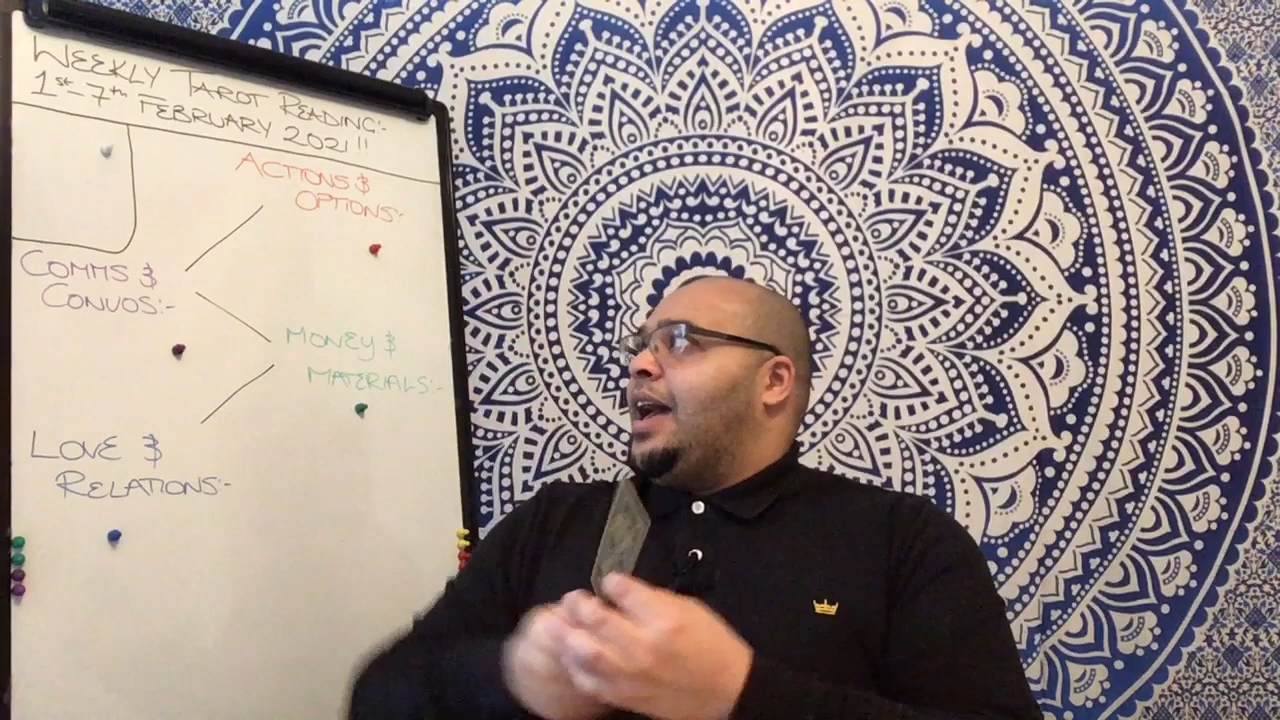 WEEKLY TAROT READING:-
1st-7th FEBRUARY 2021!!
ACTIONS &
OPTIONS:-
COMMS &
CONVOS:-
MONEY &
MATERIALS:-
LOVE &
RELATIONS:-